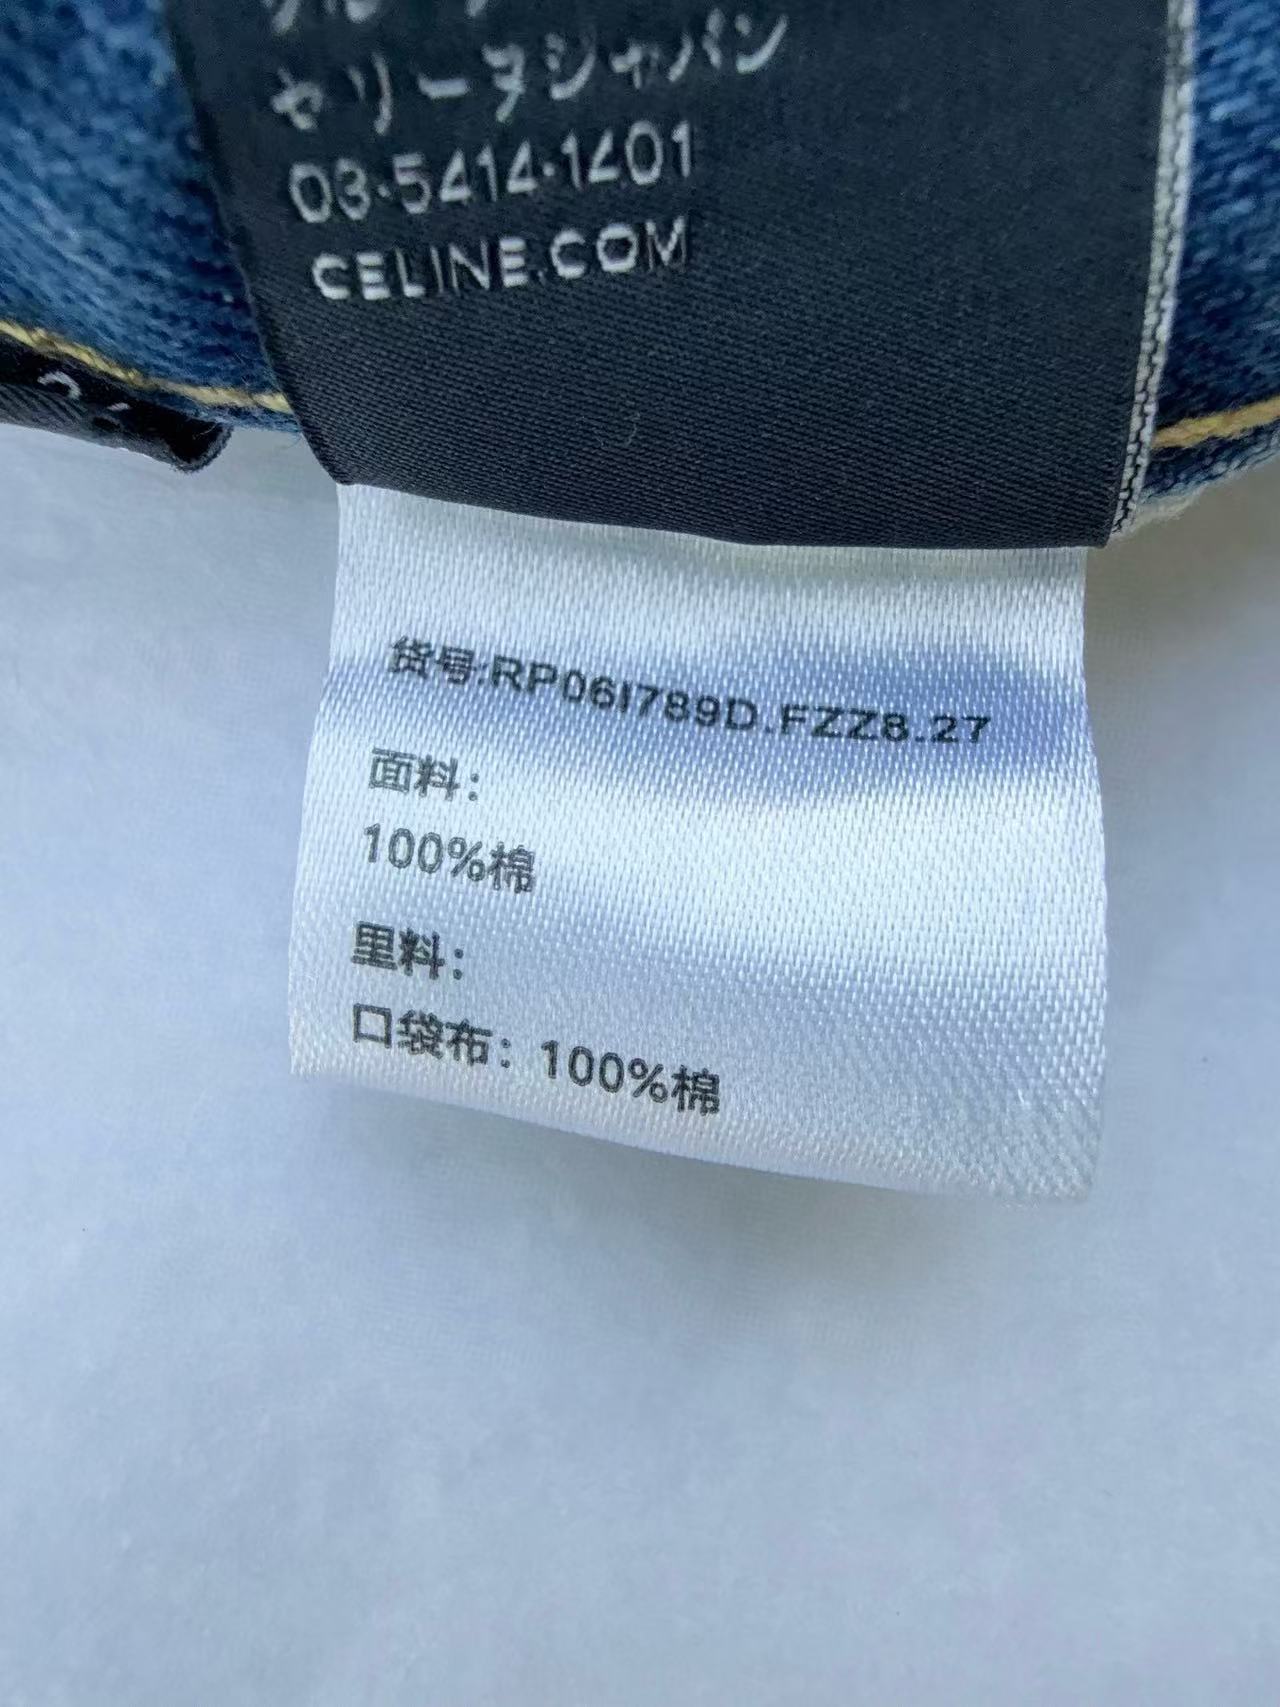 セリーヌジャパン
03-5414-1401
CELINE.COM
货号:RP06I789D.FZZ8.27
面料:
100%棉
里料:
口袋布: 100%棉